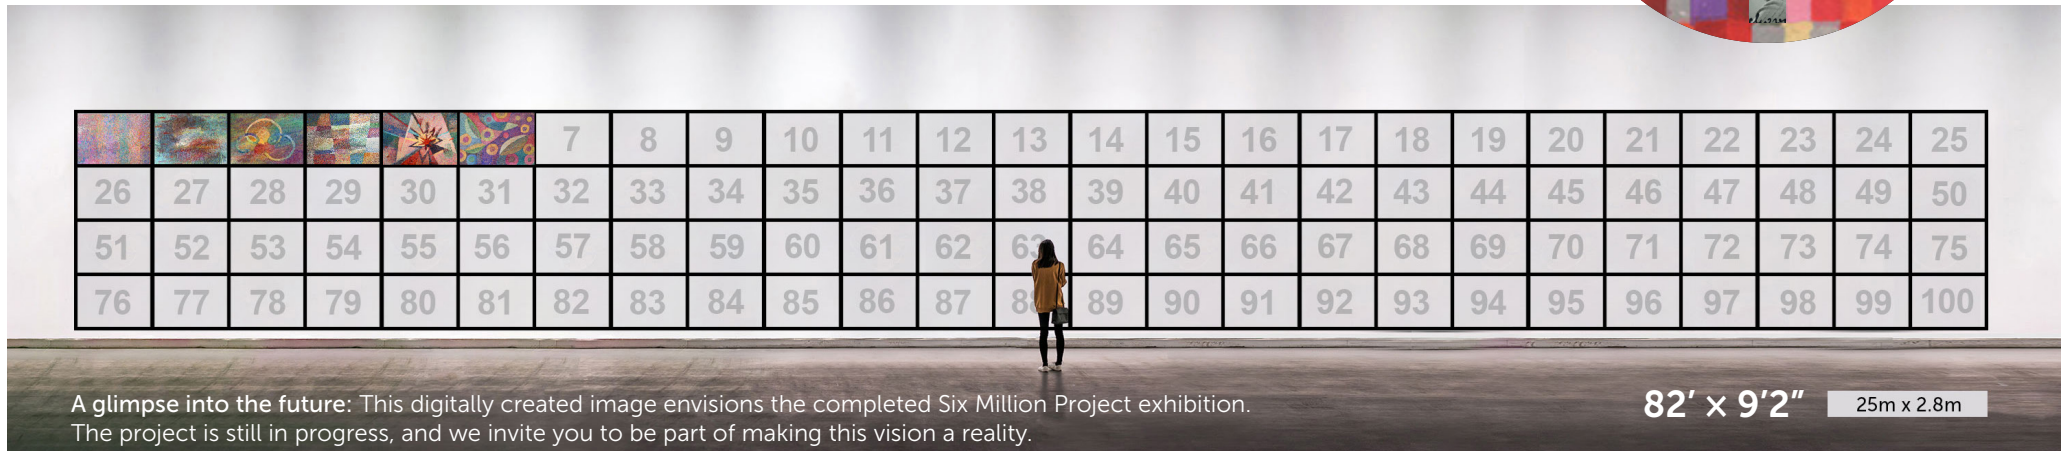 7 8 9 10 11 12 13 14 15 16 17 18 19 20 21 22 23 24 25
26 27 28 29 30 31 32 33 34 35 36 37 38 39 40 41 42 43 44 45 46 47 48 49 50
51 52 53 54 55 56 57 58 59 60 61 62 63 64 65 66 67 68 69 70 71 72 73 74 75
76 77 78 79 80 81 82 83 84 85 86 87 88 89 90 91 92 93 94 95 96 97 98 99 100
A glimpse into the future: This digitally created image envisions the completed Six Million Project exhibition.
The project is still in progress, and we invite you to be part of making this vision a reality.
82’ × 9’2” 25m x 2.8m